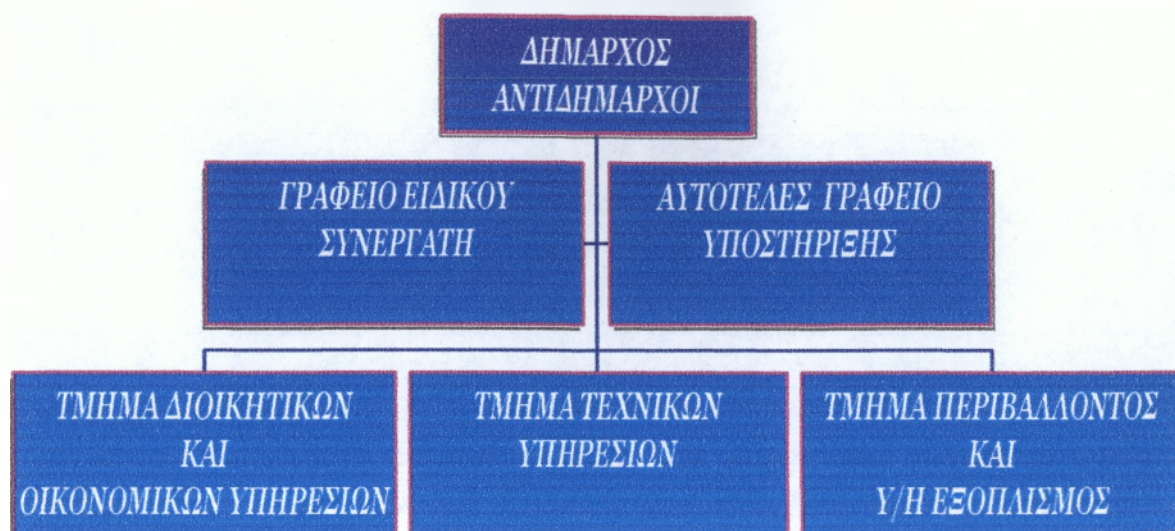 ΔΗΜΑΡΧΟΣ
ΑΝΤΙΔΗΜΑΡΧΟΙ
ΓΡΑΦΕΙΟ ΕΙΔΙΚΟΥ
ΣΥΝΕΡΓΑΤΗ
ΑΥΤΟΤΕΛΕΣ ΓΡΑΦΕΙΟ
ΥΠΟΣΤΗΡΙΞΗΣ
ΤΜΗΜΑ ΔΙΟΙΚΗΤΙΚΩΝ
ΚΑΙ
ΟΙΚΟΝΟΜΙΚΩΝ ΥΠΗΡΕΣΙΩΝ
ΤΜΗΜΑ ΤΕΧΝΙΚΩΝ
ΥΠΗΡΕΣΙΩΝ
ΤΜΗΜΑ ΠΕΡΙΒΑΛΛΟΝΤΟΣ
ΚΑΙ
Υ/Η ΕΞΟΠΛΙΣΜΟΣ